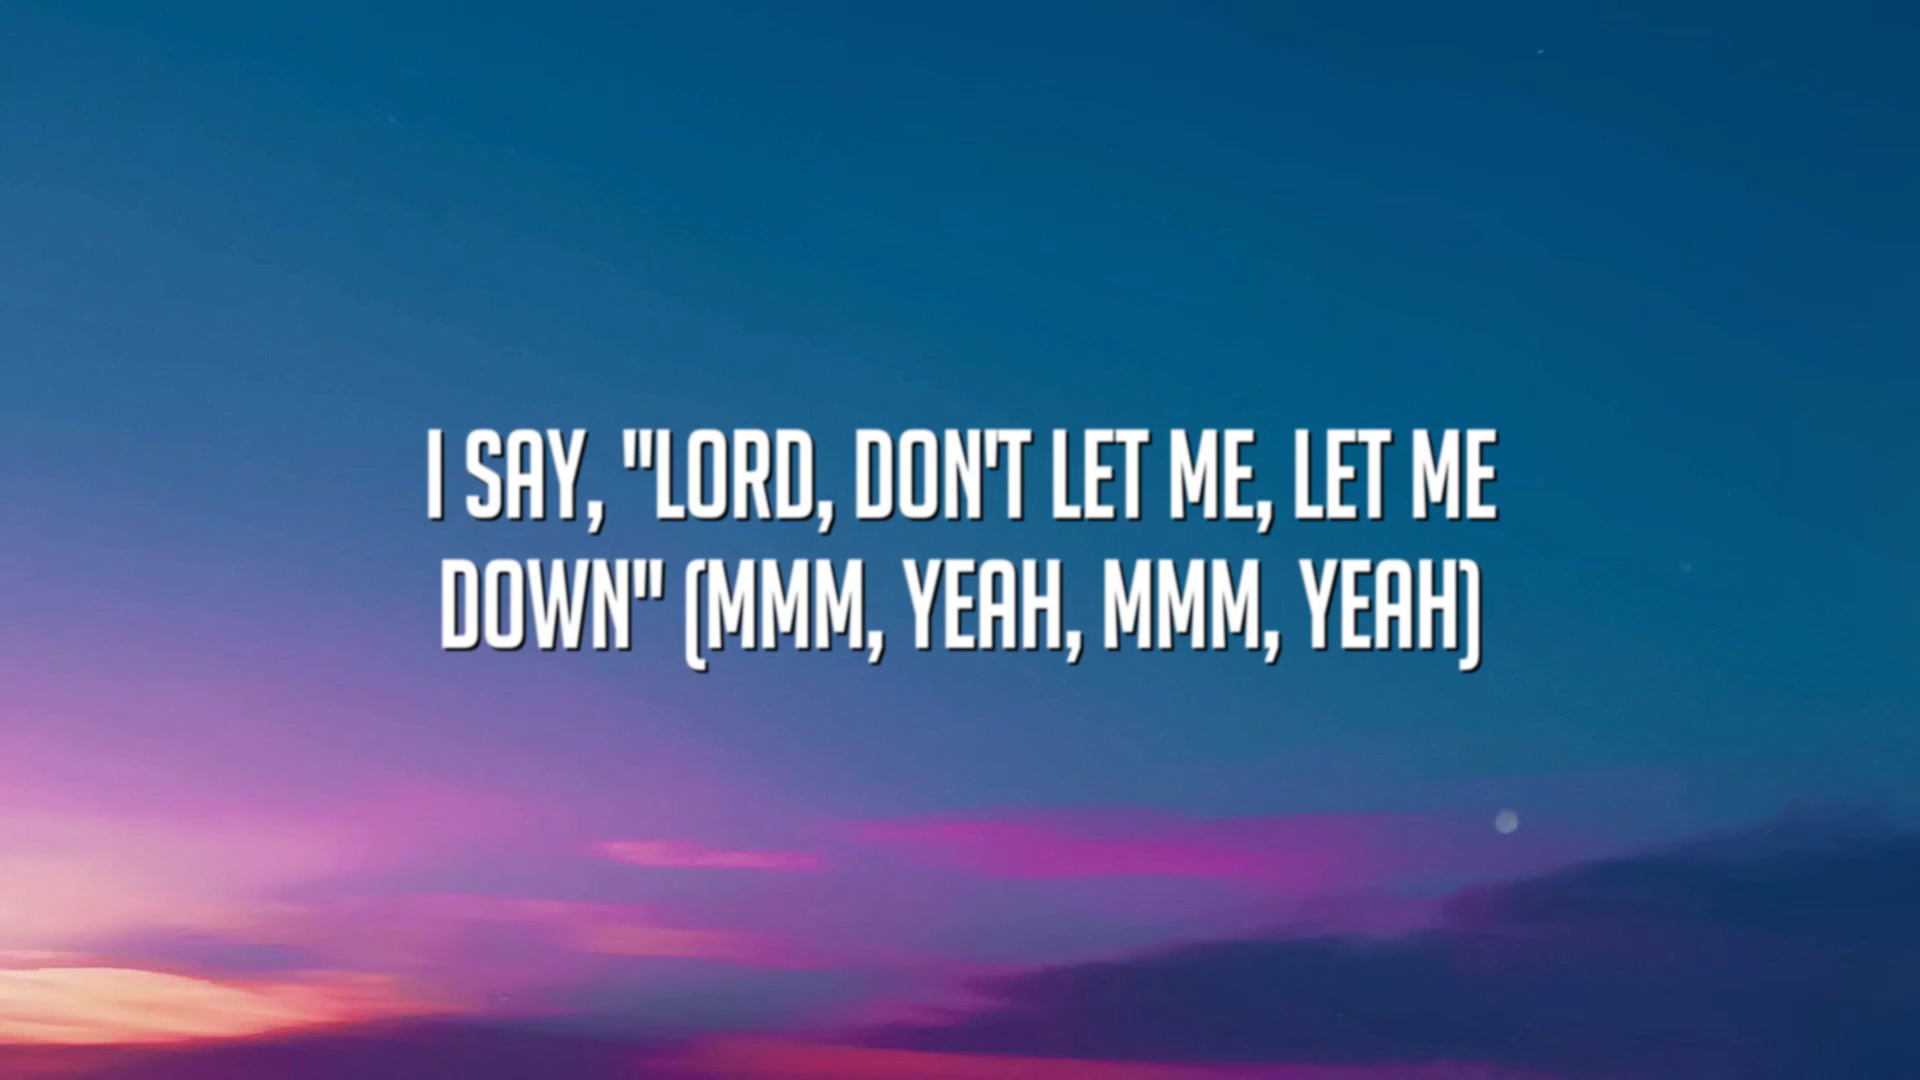 I SAY, "LORD, DON'T LET ME, LET ME
DOWN" (MMM, YEAH, MMM, YEAH)